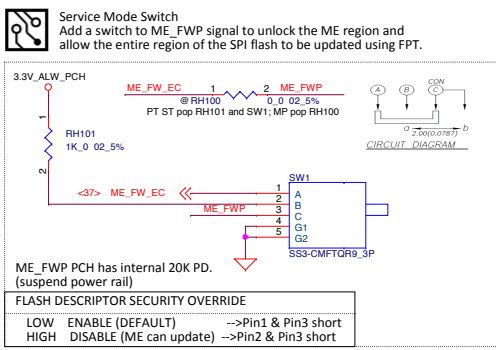 Service Mode Switch
Add a switch to ME_FWP signal to unlock the ME region and
allow the entire region of the SPI flash to be updated using FPT.
3.3V_ALW_PCH
ME_FW_EC 1 2 ME_FWP
@ RH100 0_0 02_5%
PT ST pop RH101 and SW1; MP pop RH100
CON
A B C
a 2.00(0.0787) b
CIRCUIT DIAGRAM
1
RH101
1K_0 02_5%
2
SW1
<37> ME_FW_EC 1 A
2 B
ME_FWP 3 C
4 G1
5 G2
SS3-CMFTQR9_3P
ME_FWP PCH has internal 20K PD.
(suspend power rail)
FLASH DESCRIPTOR SECURITY OVERRIDE
LOW ENABLE (DEFAULT) -->Pin1 & Pin3 short
HIGH DISABLE (ME can update) -->Pin2 & Pin3 short